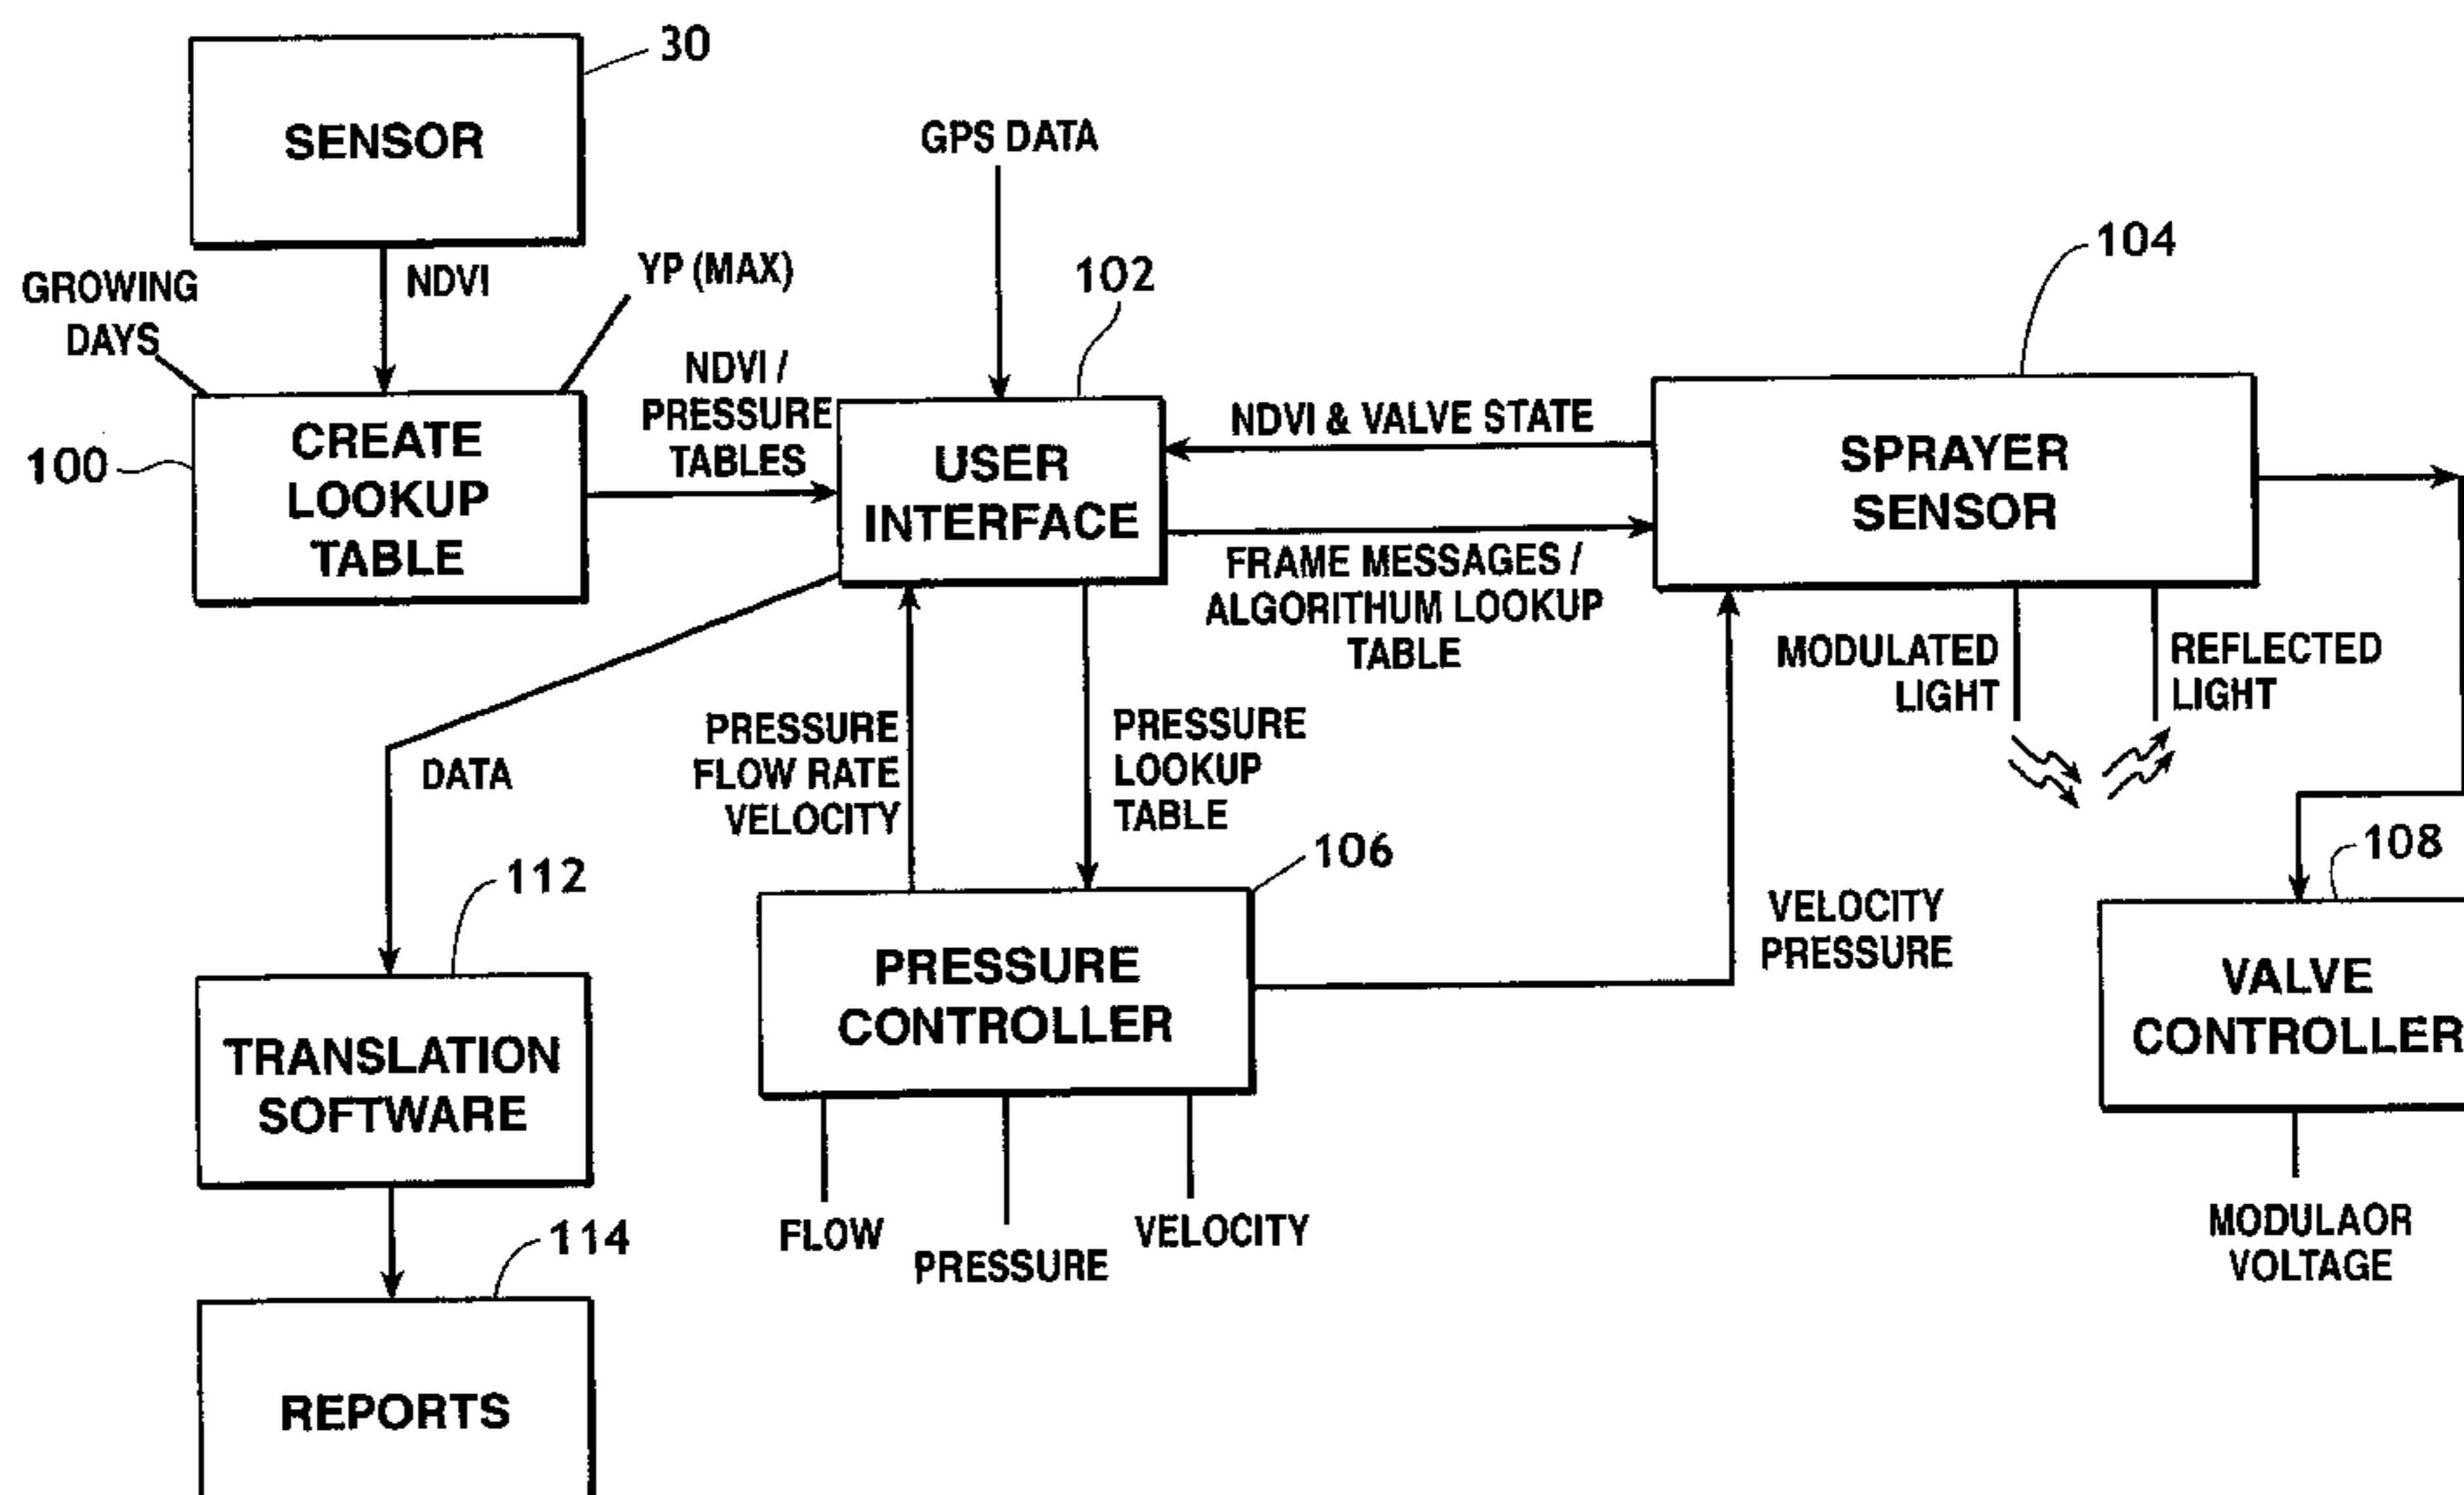 30
SENSOR
GPS DATA
104
102
NDVI
YP (MAX)
GROWING
DAYS
NDVI /
PRESSURE
TABLES
100
CREATE
LOOKUP
TABLE
USER
INTERFACE
NDVI & VALVE STATE
SPRAYER
SENSOR
FRAME MESSAGES /
ALGORITHUM LOOKUP
TABLE
MODULATED
LIGHT
REFLECTED
LIGHT
DATA
PRESSURE
FLOW RATE
VELOCITY
PRESSURE
LOOKUP
TABLE
106
108
112
VELOCITY
PRESSURE
PRESSURE
CONTROLLER
VALVE
CONTROLLER
TRANSLATION
SOFTWARE
FLOW
PRESSURE
VELOCITY
MODULAOR
VOLTAGE
114
REPORTS